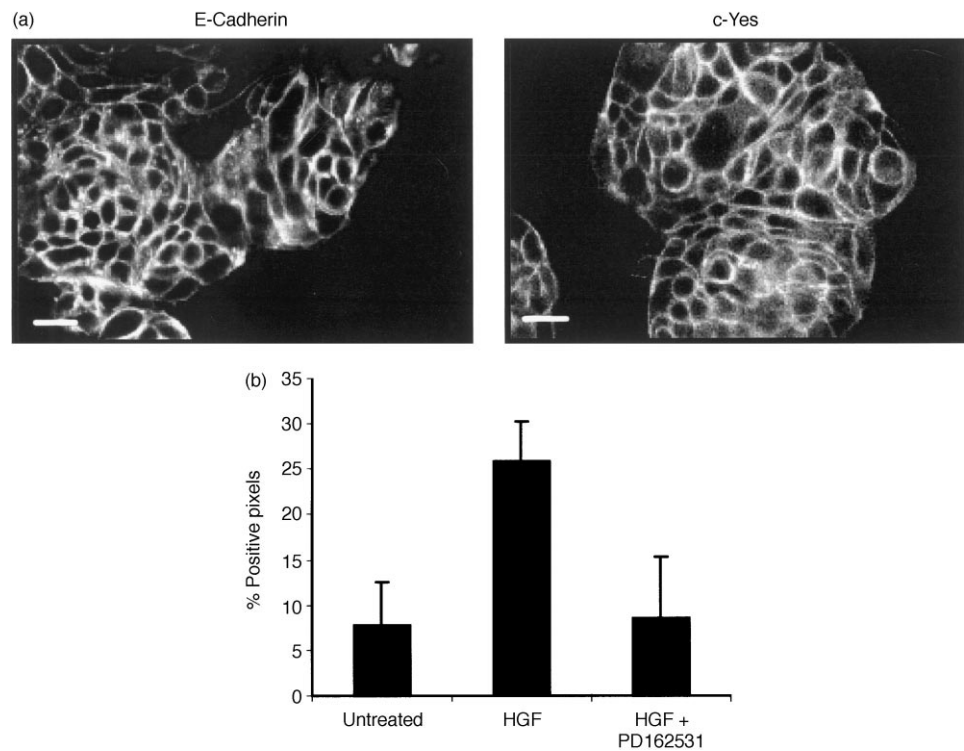 (a)
E-Cadherin
c-Yes
(b)
% Positive pixels
35
30
25
20
15
10
5
0
Untreated
HGF
HGF +
PD162531